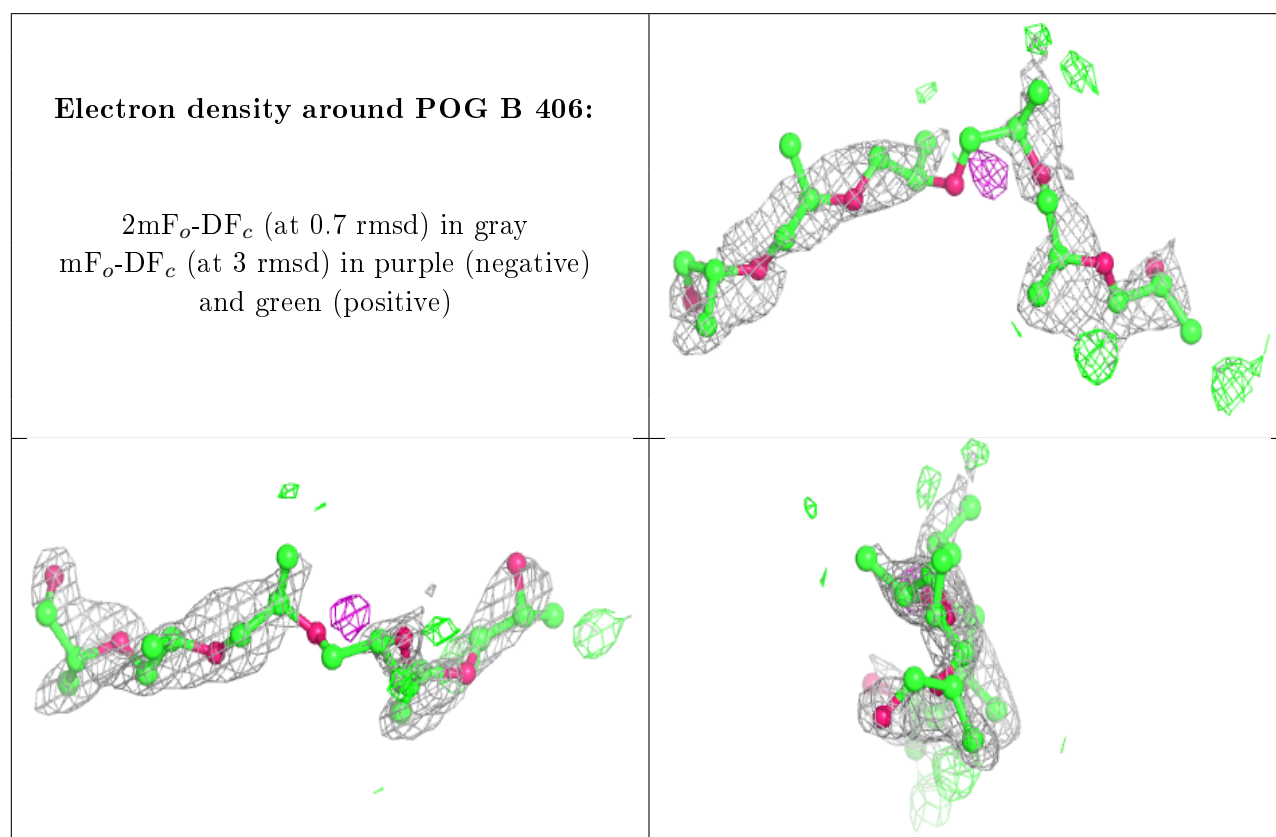 Electron density around POG B 406:
2mFo-DFc (at 0.7 rmsd) in gray
mFo-DFc (at 3 rmsd) in purple (negative)
and green (positive)